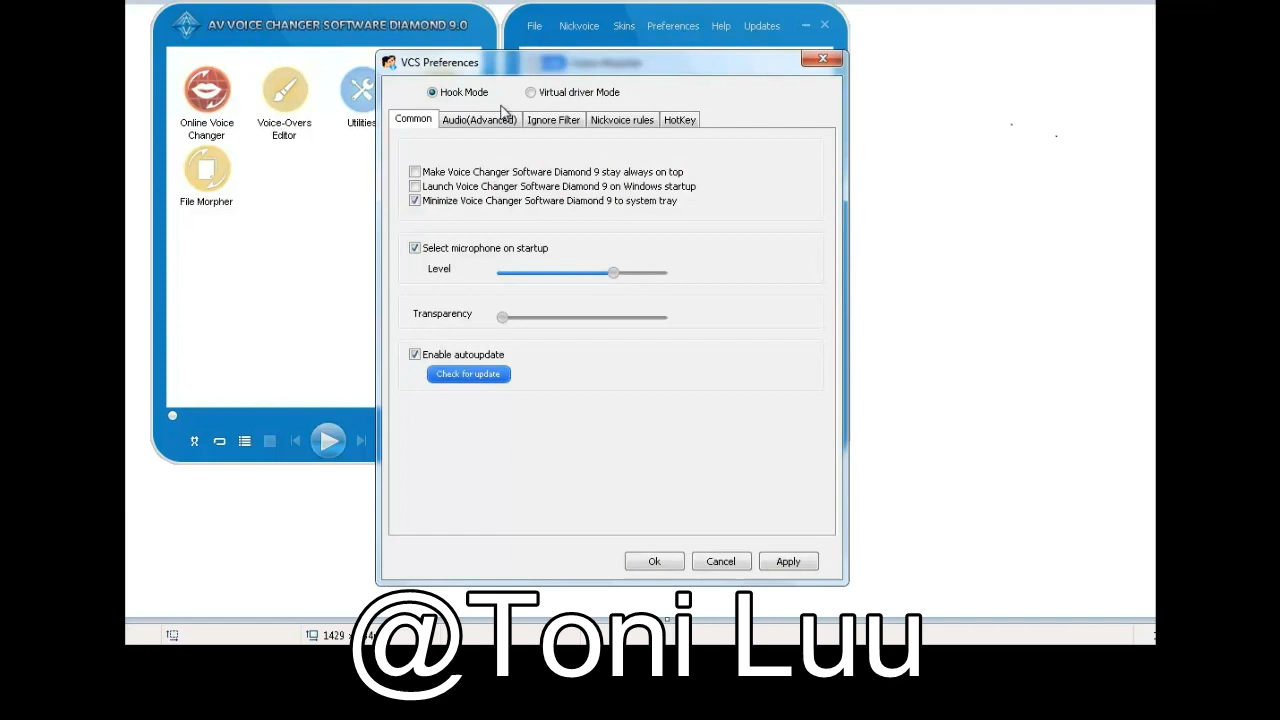 AV VOICE CHANGER SOFTWARE DIAMOND 9.0
File Nickvoice Skins Preferences Help Updates
VCS Preferences
Hook Mode Virtual driver Mode
Common Audio(Advanced) Ignore Filter Nickvoice rules HotKey
Online Voice Changer
Voice-Overs Editor
Utilities
File Morpher
Make Voice Changer Software Diamond 9 stay always on top
Launch Voice Changer Software Diamond 9 on Windows startup
Minimize Voice Changer Software Diamond 9 to system tray
Select microphone on startup
Level
Transparency
Enable autoupdate
Check for update
Ok Cancel Apply
1429
@Toni Luu